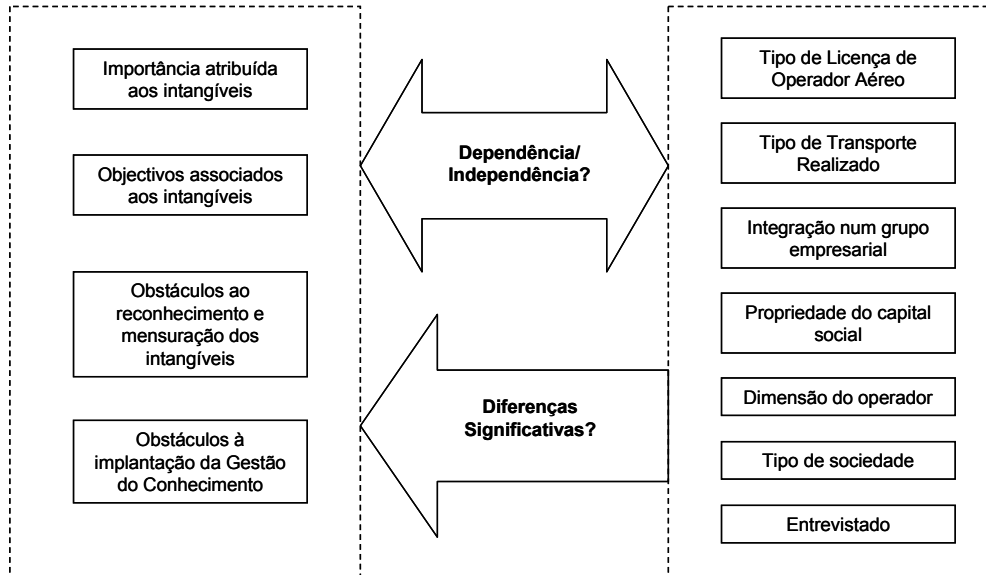 Importância atribuída
aos intangíveis
Objectivos associados
aos intangíveis
Obstáculos ao
reconhecimento e
mensuração dos
intangíveis
Obstáculos à
implantação da Gestão
do Conhecimento
Dependência/
Independência?
Diferenças
Significativas?
Tipo de Licença de
Operador Aéreo
Tipo de Transporte
Realizado
Integração num grupo
empresarial
Propriedade do capital
social
Dimensão do operador
Tipo de sociedade
Entrevistado